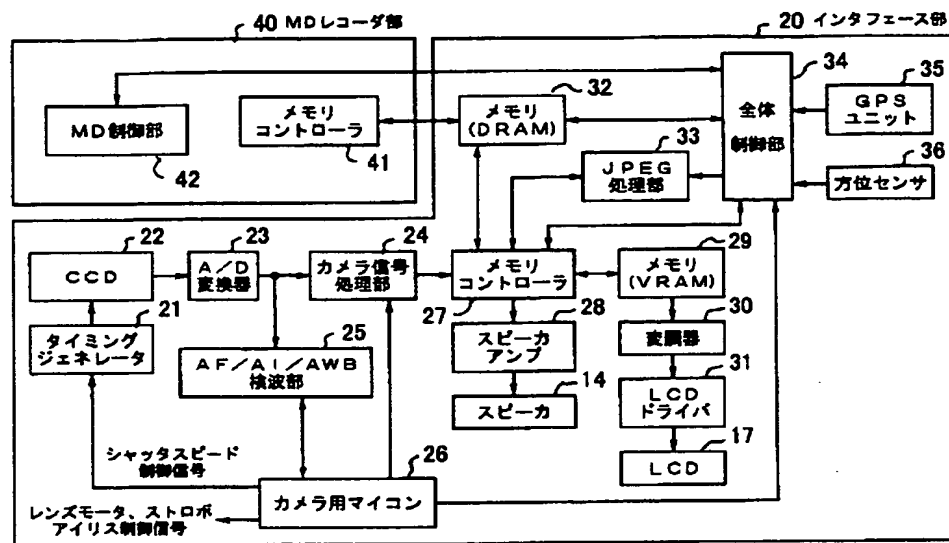 40 MDレコーダ部
20 インタフェース部
34
全体
制御部
35
GPS
ユニット
32
メモリ
(DRAM)
メモリ
コントローラ
41
MD制御部
42
33
JPEG
処理部
36
方位センサ
22
CCD
23
A/D
変換器
24
カメラ信号
処理部
メモリ
コントローラ
27
29
メモリ
(VRAM)
21
タイミング
ジェネレータ
25
AF/AI/AWB
検波部
28
スピーカ
アンプ
30
変調器
14
スピーカ
31
LCD
ドライバ
17
LCD
シャッタスピード
制御信号
26
カメラ用マイコン
レンズモータ、ストロボ
アイリス制御信号